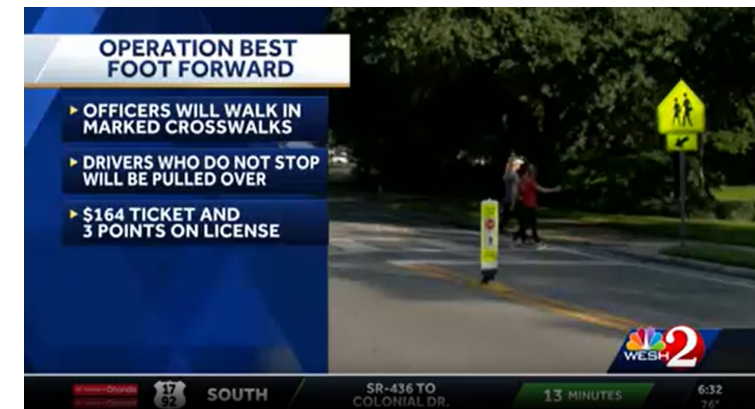 OPERATION BEST
FOOT FORWARD
OFFICERS WILL WALK IN
MARKED CROSSWALKS
DRIVERS WHO DO NOT STOP
WILL BE PULLED OVER
$164 TICKET AND
3 POINTS ON LICENSE
WESH 2
17
92
SOUTH
SR-436 TO
COLONIAL DR.
13 MINUTES
6:32
76°